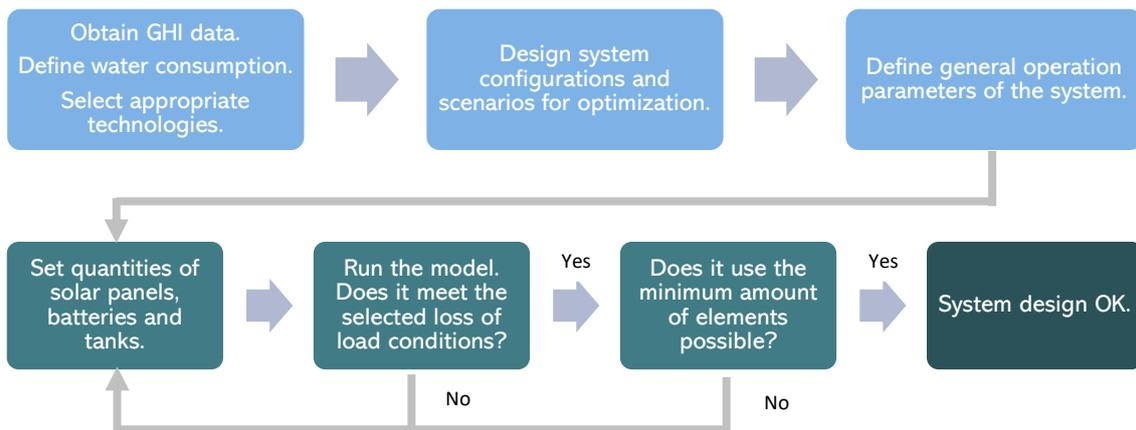 Obtain GHI data.
Define water consumption.
Select appropriate
technologies.
Design system
configurations and
scenarios for optimization.
Define general operation
parameters of the system.
Set quantities of
solar panels,
batteries and
tanks.
Run the model.
Does it meet the
selected loss of
load conditions?
Yes
Does it use the
minimum amount
of elements
possible?
Yes
System design OK.
No
No